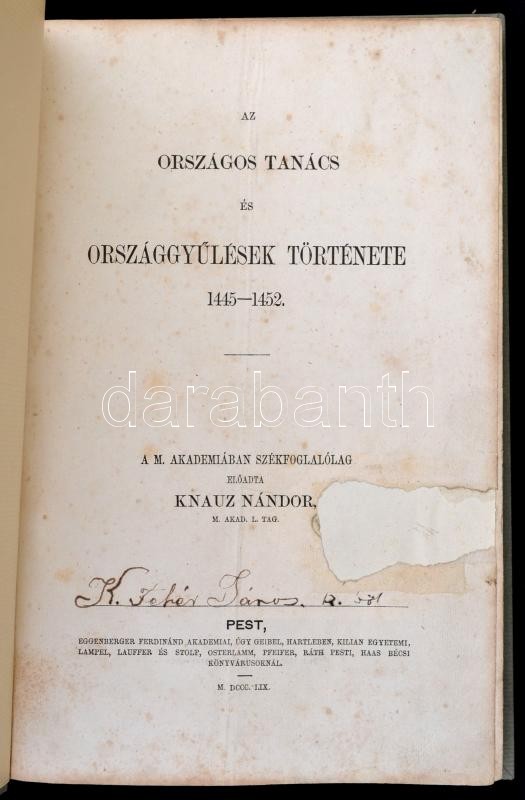 AZ
ORSZÁGOS TANÁCS
ÉS
ORSZÁGGYŰLÉSEK TÖRTÉNETE
1445—1452.
darabanth
A M. AKADEMIÁBAN SZÉKFOGLALÓLAG
ELŐADTA
KNAUZ NÁNDOR,
M. AKAD. L. TAG.
K. Fehér János.
PEST,
EGGENBERGER FERDINÁND AKADEMIAI, ÚGY GEIBEL, HARTLEBEN, KILIAN EGYETEMI,
LAMPEL, LAUFFER ÉS STOLP, OSTERLAMM, PFEIFER, RÁTH PESTI, HAAS BÉCSI
KÖNYVÁRUSOKNÁL.
M. DCCC. LIX.